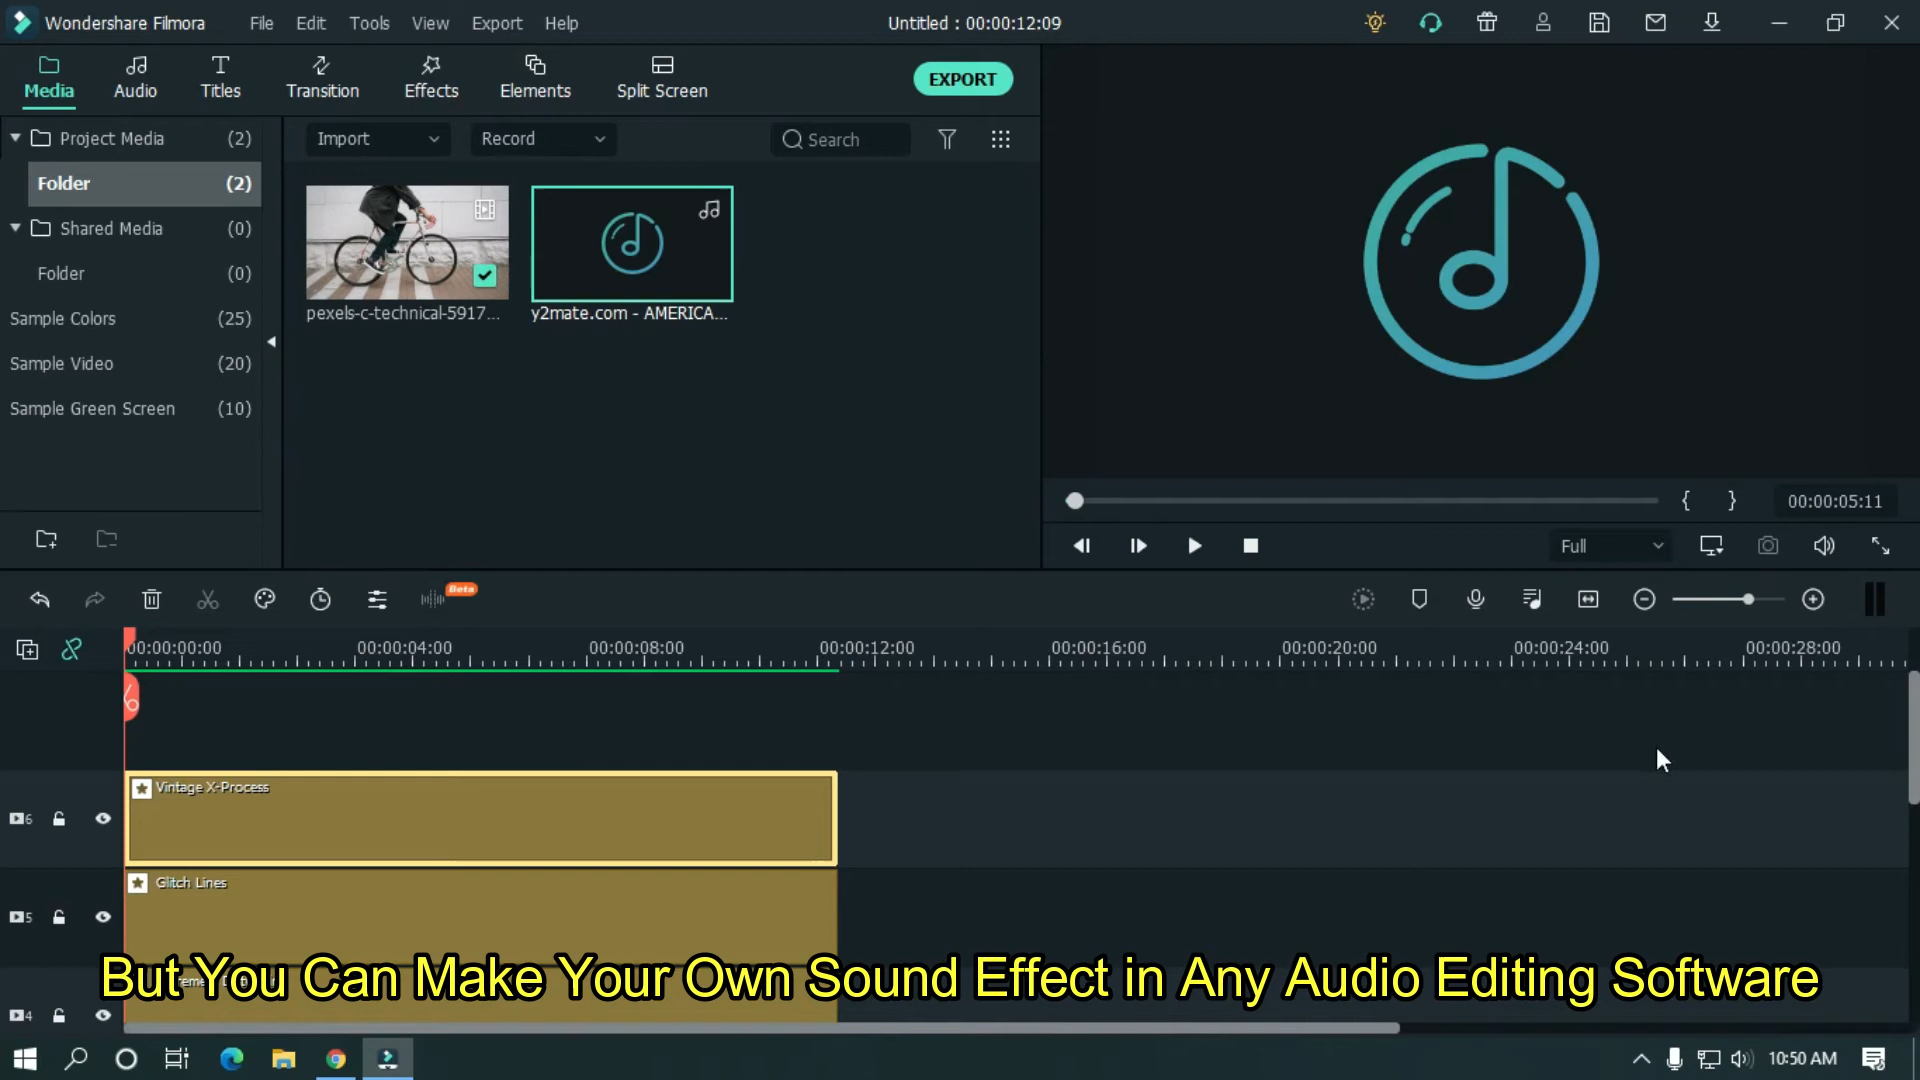 Wondershare Filmora File Edit Tools View Export Help Untitled : 00:00:12:09
Media Audio Titles Transition Effects Elements Split Screen EXPORT
Project Media (2)
Import Record Search
Folder (2)
Shared Media (0)
Folder (0)
Sample Colors (25)
Sample Video (20)
Sample Green Screen (10)
pexels-c-technical-5917... y2mate.com - AMERICA...
{ } 00:00:05:11
Full
Beta
00:00:00:00 00:00:04:00 00:00:08:00 00:00:12:00 00:00:16:00 00:00:20:00 00:00:24:00 00:00:28:00
Vintage X-Process
6
Glitch Lines
5
But You Can Make Your Own Sound Effect in Any Audio Editing Software
4
10:50 AM